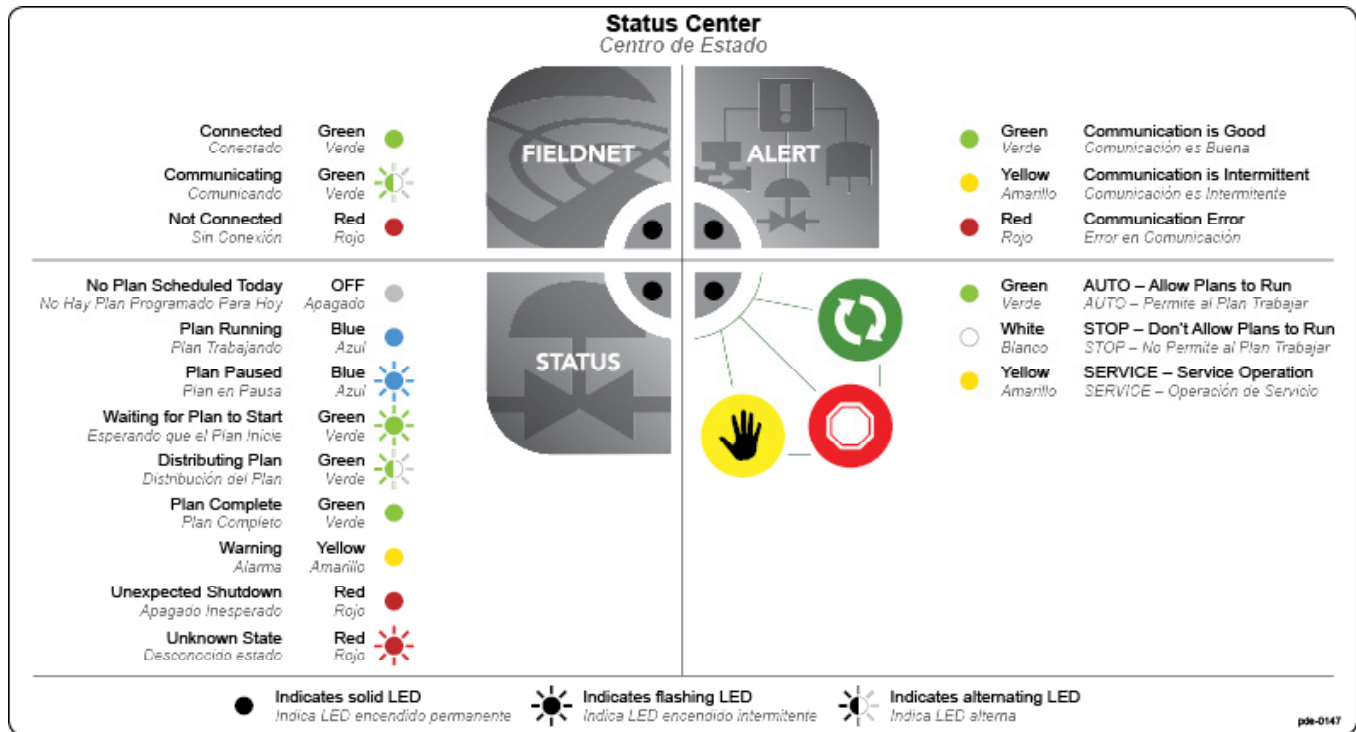 Status Center
Centro de Estado
FIELDNET
ALERT
Connected Green
Conectado Verde
Communicating Green
Comunicando Verde
Not Connected Red
Sin Conexión Rojo
Green Communication is Good
Verde Comunicación es Buena
Yellow Communication is Intermittent
Amarillo Comunicación es Intermitente
Red Communication Error
Rojo Error en Comunicación
No Plan Scheduled Today OFF
No Hay Plan Programado Para Hoy Apagado
Plan Running Blue
Plan Trabajando Azul
Plan Paused Blue
Plan en Pausa Azul
Waiting for Plan to Start Green
Esperando que el Plan Inicie Verde
Distributing Plan Green
Distribución del Plan Verde
Plan Complete Green
Plan Completo Verde
Warning Yellow
Alarma Amarillo
Unexpected Shutdown Red
Apagado Inesperado Rojo
Unknown State Red
Desconocido estado Rojo
STATUS
Green AUTO – Allow Plans to Run
Verde AUTO – Permite al Plan Trabajar
White STOP – Don't Allow Plans to Run
Blanco STOP – No Permite al Plan Trabajar
Yellow SERVICE – Service Operation
Amarillo SERVICE – Operación de Servicio
Indicates solid LED
Indica LED encendido permanente
Indicates flashing LED
Indica LED encendido intermitente
Indicates alternating LED
Indica LED alterna
pde-0147